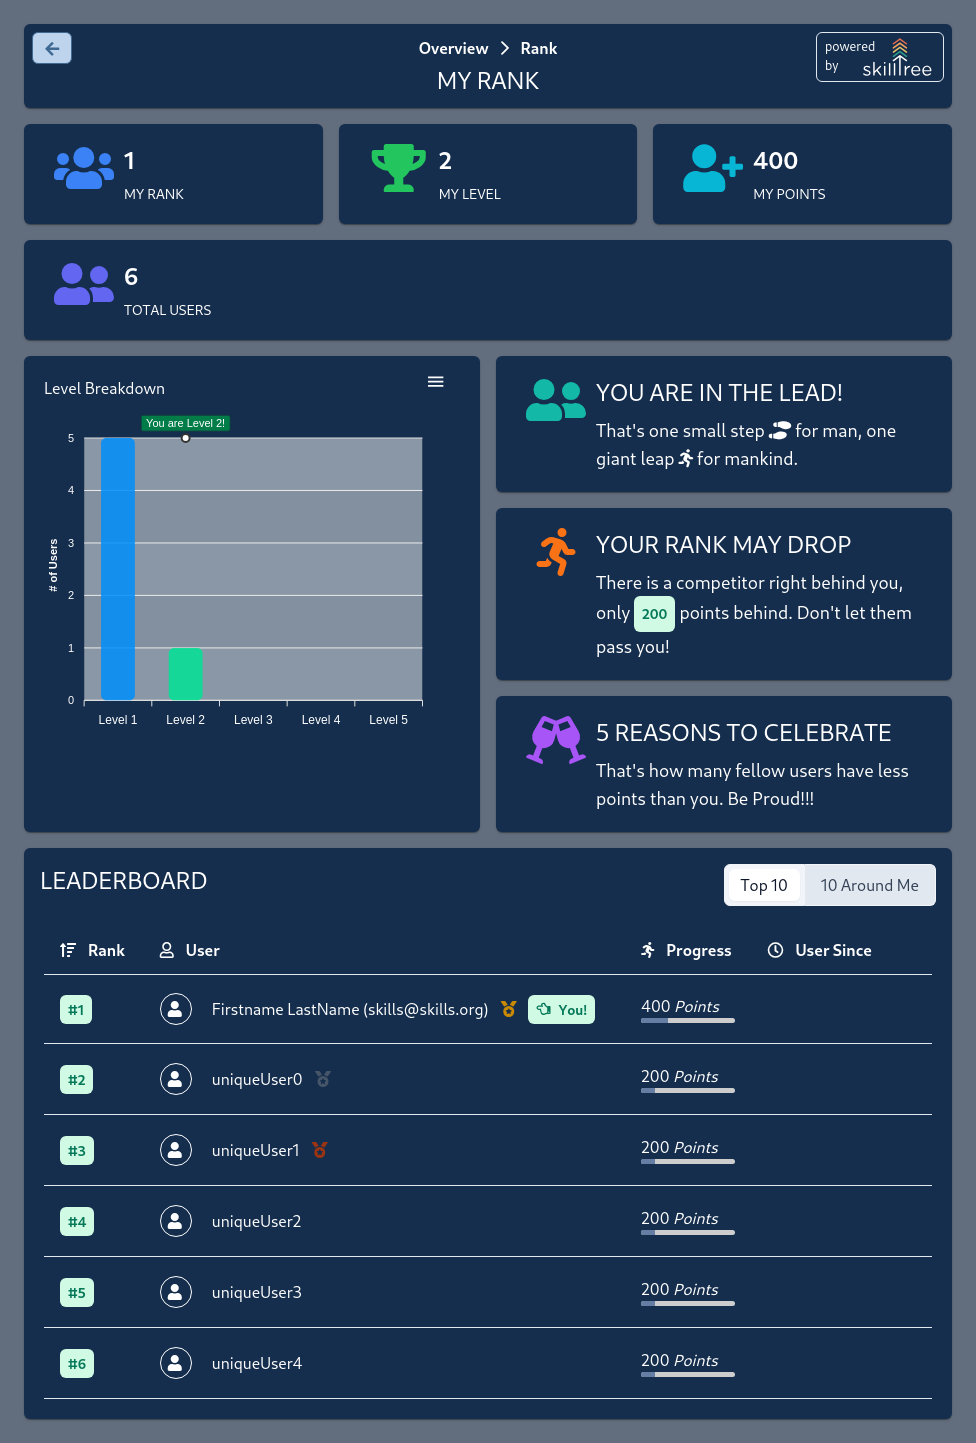 Overview > Rank
MY RANK
powered
by
skilltree
1
MY RANK
2
MY LEVEL
400
MY POINTS
6
TOTAL USERS
Level Breakdown
You are Level 2!
5
4
3
2
1
0
# of Users
Level 1 Level 2 Level 3 Level 4 Level 5
YOU ARE IN THE LEAD!
That's one small step for man, one
giant leap for mankind.
YOUR RANK MAY DROP
There is a competitor right behind you,
only 200 points behind. Don't let them
pass you!
5 REASONS TO CELEBRATE
That's how many fellow users have less
points than you. Be Proud!!!
LEADERBOARD
Top 10 10 Around Me
Rank User Progress User Since
#1 Firstname LastName (skills@skills.org) You! 400 Points
#2 uniqueUser0 200 Points
#3 uniqueUser1 200 Points
#4 uniqueUser2 200 Points
#5 uniqueUser3 200 Points
#6 uniqueUser4 200 Points